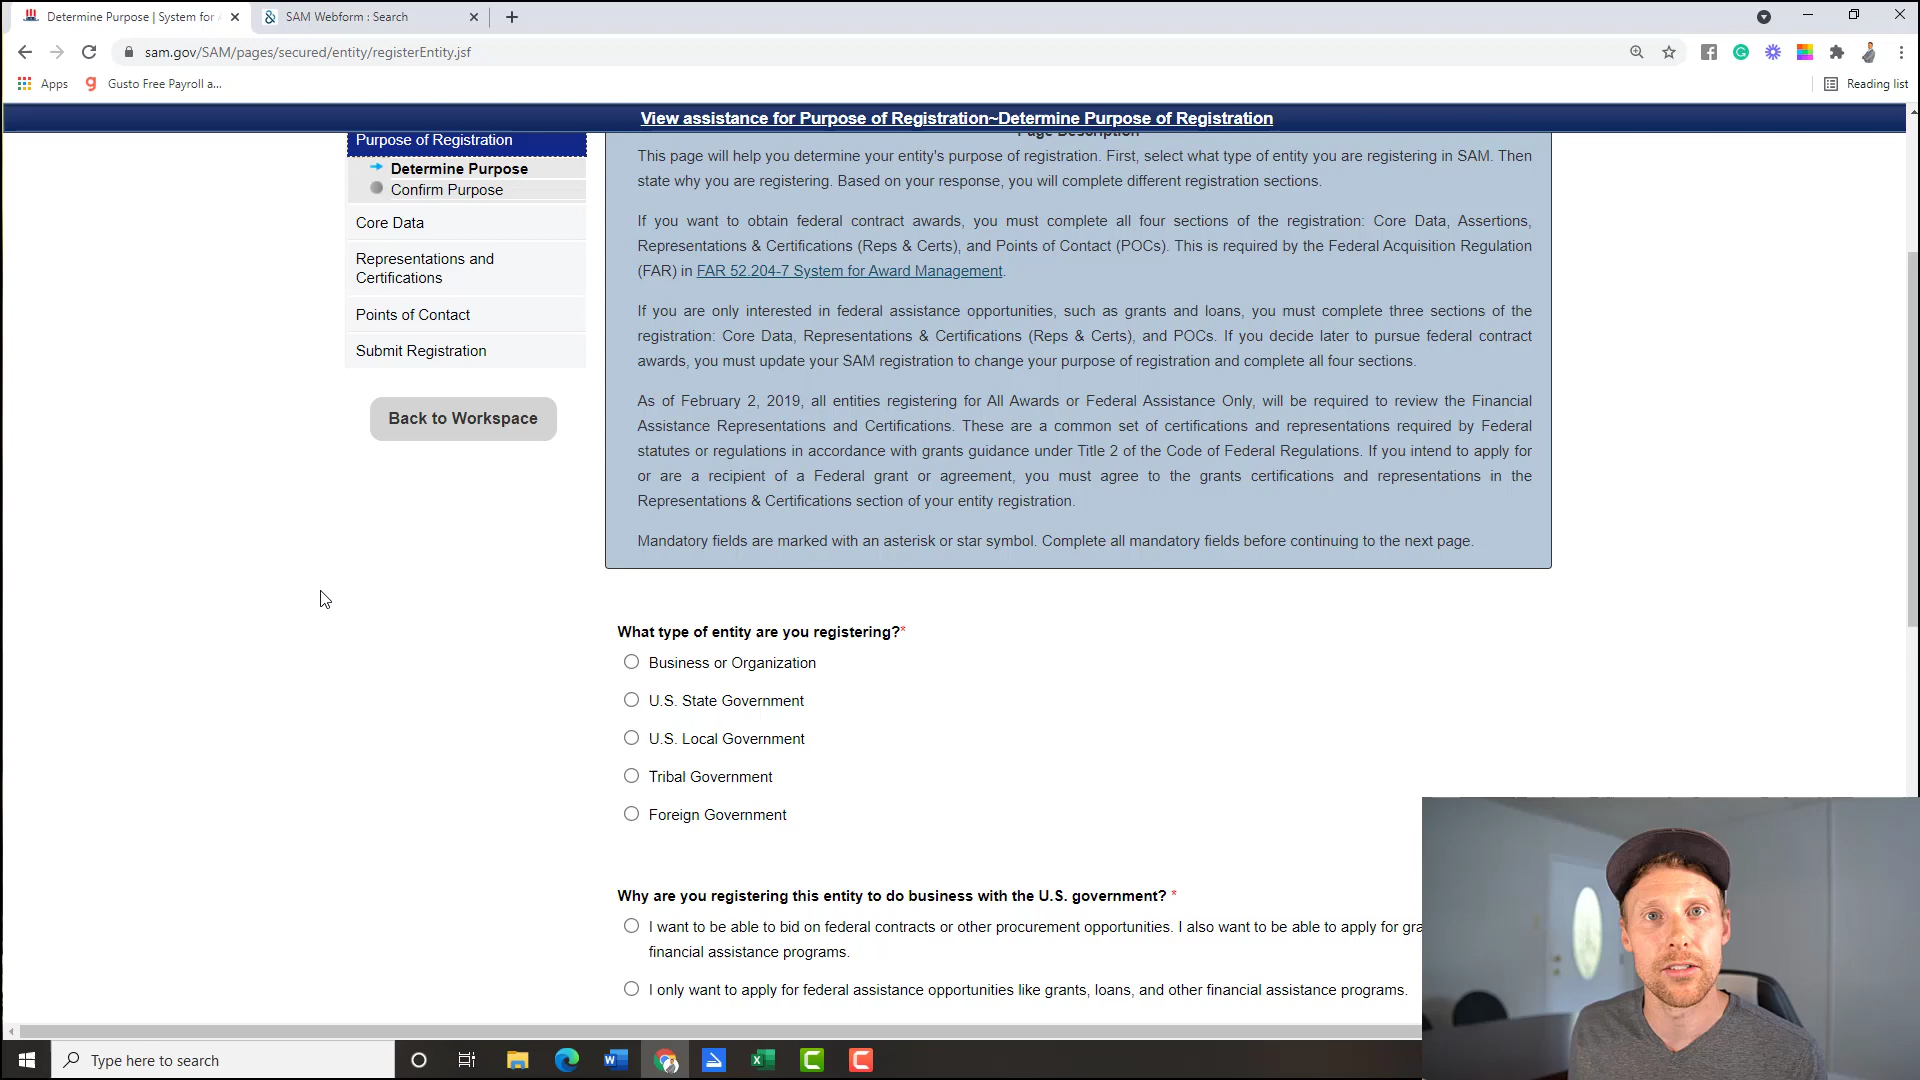 Determine Purpose | System for
SAM Webform : Search
sam.gov/SAM/pages/secured/entity/registerEntity.jsf
Apps
Gusto Free Payroll a...
Reading list
View assistance for Purpose of Registration~Determine Purpose of Registration
Purpose of Registration
Determine Purpose
Confirm Purpose
Core Data
Representations and
Certifications
Points of Contact
Submit Registration
Back to Workspace
Page Description
This page will help you determine your entity's purpose of registration. First, select what type of entity you are registering in SAM. Then
state why you are registering. Based on your response, you will complete different registration sections.
If you want to obtain federal contract awards, you must complete all four sections of the registration: Core Data, Assertions,
Representations & Certifications (Reps & Certs), and Points of Contact (POCs). This is required by the Federal Acquisition Regulation
(FAR) in FAR 52.204-7 System for Award Management.
If you are only interested in federal assistance opportunities, such as grants and loans, you must complete three sections of the
registration: Core Data, Representations & Certifications (Reps & Certs), and POCs. If you decide later to pursue federal contract
awards, you must update your SAM registration to change your purpose of registration and complete all four sections.
As of February 2, 2019, all entities registering for All Awards or Federal Assistance Only, will be required to review the Financial
Assistance Representations and Certifications. These are a common set of certifications and representations required by Federal
statutes or regulations in accordance with grants guidance under Title 2 of the Code of Federal Regulations. If you intend to apply for
or are a recipient of a Federal grant or agreement, you must agree to the grants certifications and representations in the
Representations & Certifications section of your entity registration.
Mandatory fields are marked with an asterisk or star symbol. Complete all mandatory fields before continuing to the next page.
What type of entity are you registering?*
Business or Organization
U.S. State Government
U.S. Local Government
Tribal Government
Foreign Government
Why are you registering this entity to do business with the U.S. government? *
I want to be able to bid on federal contracts or other procurement opportunities. I also want to be able to apply for gra
financial assistance programs.
I only want to apply for federal assistance opportunities like grants, loans, and other financial assistance programs.
Type here to search